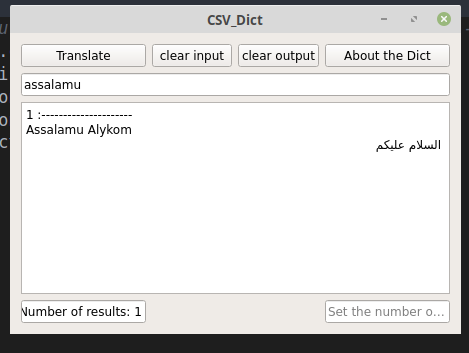 CSV_Dict
Translate
clear input
clear output
About the Dict
assalamu
1 :---------------------
Assalamu Alykom
السلام عليكم
Number of results: 1
Set the number o...